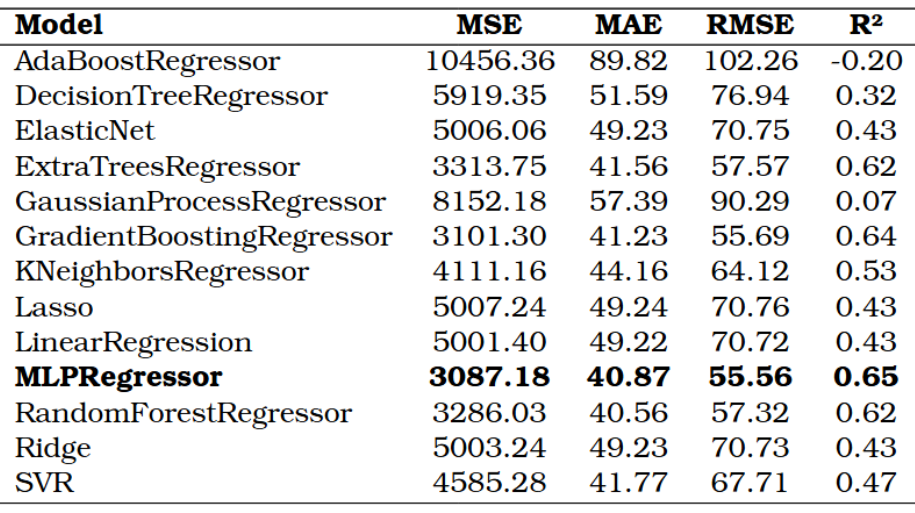 Model MSE MAE RMSE R²
AdaBoostRegressor 10456.36 89.82 102.26 -0.20
DecisionTreeRegressor 5919.35 51.59 76.94 0.32
ElasticNet 5006.06 49.23 70.75 0.43
ExtraTreesRegressor 3313.75 41.56 57.57 0.62
GaussianProcessRegressor 8152.18 57.39 90.29 0.07
GradientBoostingRegressor 3101.30 41.23 55.69 0.64
KNeighborsRegressor 4111.16 44.16 64.12 0.53
Lasso 5007.24 49.24 70.76 0.43
LinearRegression 5001.40 49.22 70.72 0.43
MLPRegressor 3087.18 40.87 55.56 0.65
RandomForestRegressor 3286.03 40.56 57.32 0.62
Ridge 5003.24 49.23 70.73 0.43
SVR 4585.28 41.77 67.71 0.47